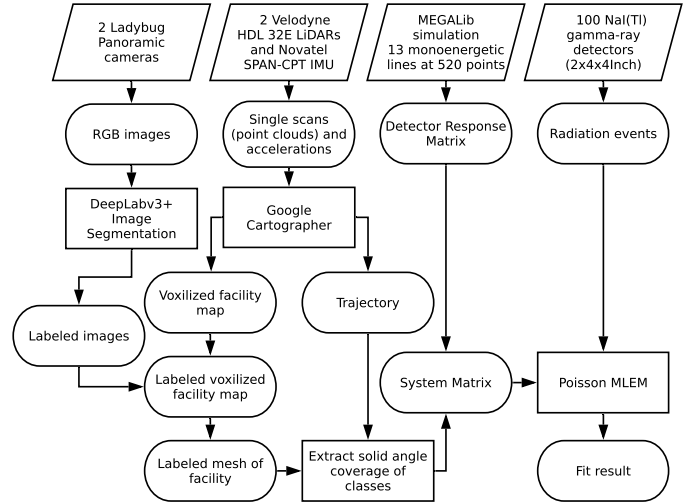 2 Ladybug
Panoramic
cameras
2 Velodyne
HDL 32E LiDARs
and Novatel
SPAN-CPT IMU
MEGALib
simulation
13 monoenergetic
lines at 520 points
100 NaI(Tl)
gamma-ray
detectors
(2x4x4Inch)
RGB images
Single scans
(point clouds) and
accelerations
Detector Response
Matrix
Radiation events
DeepLabv3+
Image
Segmentation
Google
Cartographer
Labeled images
Voxilized facility
map
Trajectory
Labeled voxilized
facility map
System Matrix
Poisson MLEM
Labeled mesh of
facility
Extract solid angle
coverage of
classes
Fit result